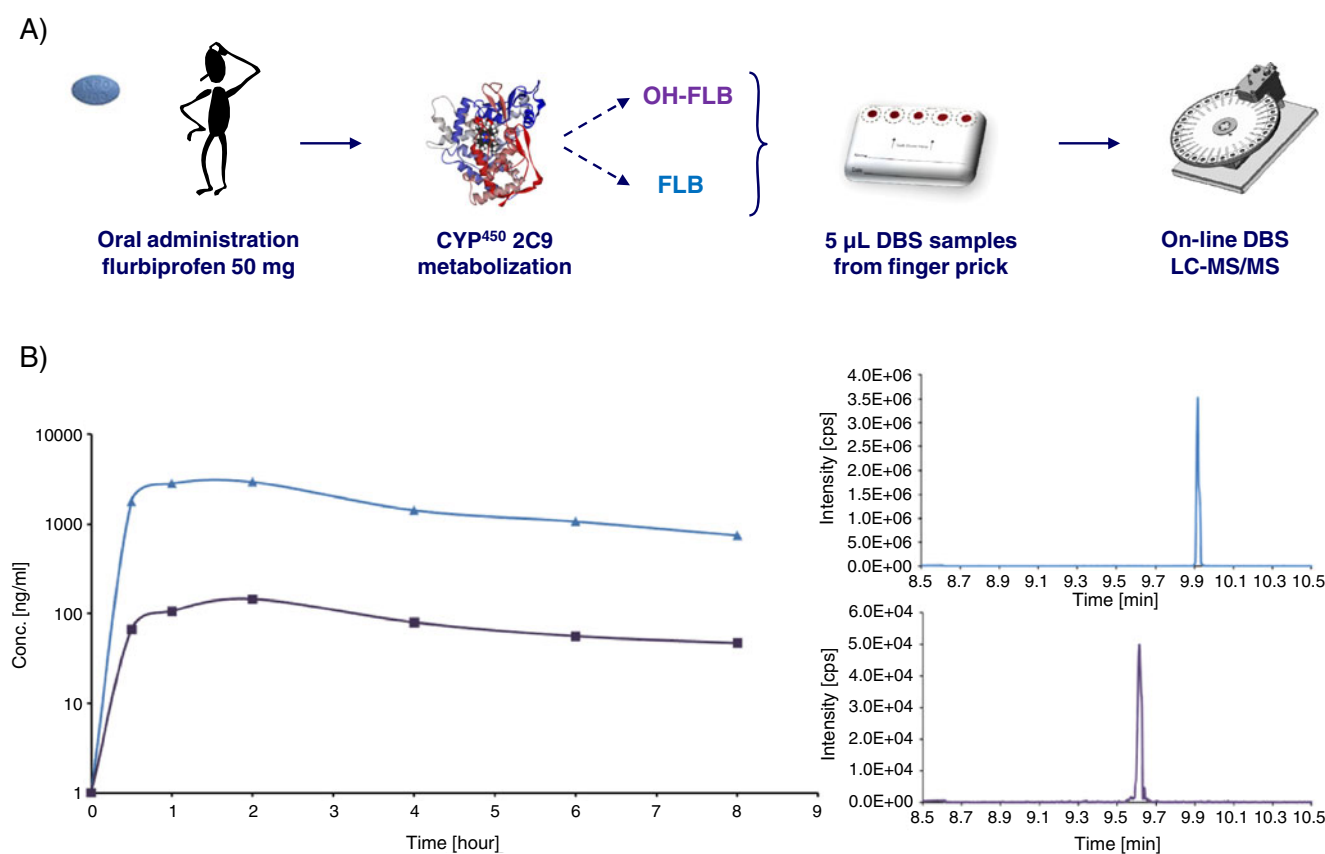 A)
OH-FLB
FLB
Oral administration
flurbiprofen 50 mg
CYP450 2C9
metabolization
5 µL DBS samples
from finger prick
On-line DBS
LC-MS/MS
B)
Conc. [ng/ml]
10000
1000
100
10
1
0 1 2 3 4 5 6 7 8 9
Time [hour]
Intensity [cps]
4.0E+06
3.5E+06
3.0E+06
2.5E+06
2.0E+06
1.5E+06
1.0E+06
5.0E+06
0.0E+00
8.5 8.7 8.9 9.1 9.3 9.5 9.7 9.9 10.1 10.3 10.5
Time [min]
Intensity [cps]
6.0E+04
5.0E+04
4.0E+04
3.0E+04
2.0E+04
1.0E+04
0.0E+00
8.5 8.7 8.9 9.1 9.3 9.5 9.7 9.9 10.1 10.3 10.5
Time [min]